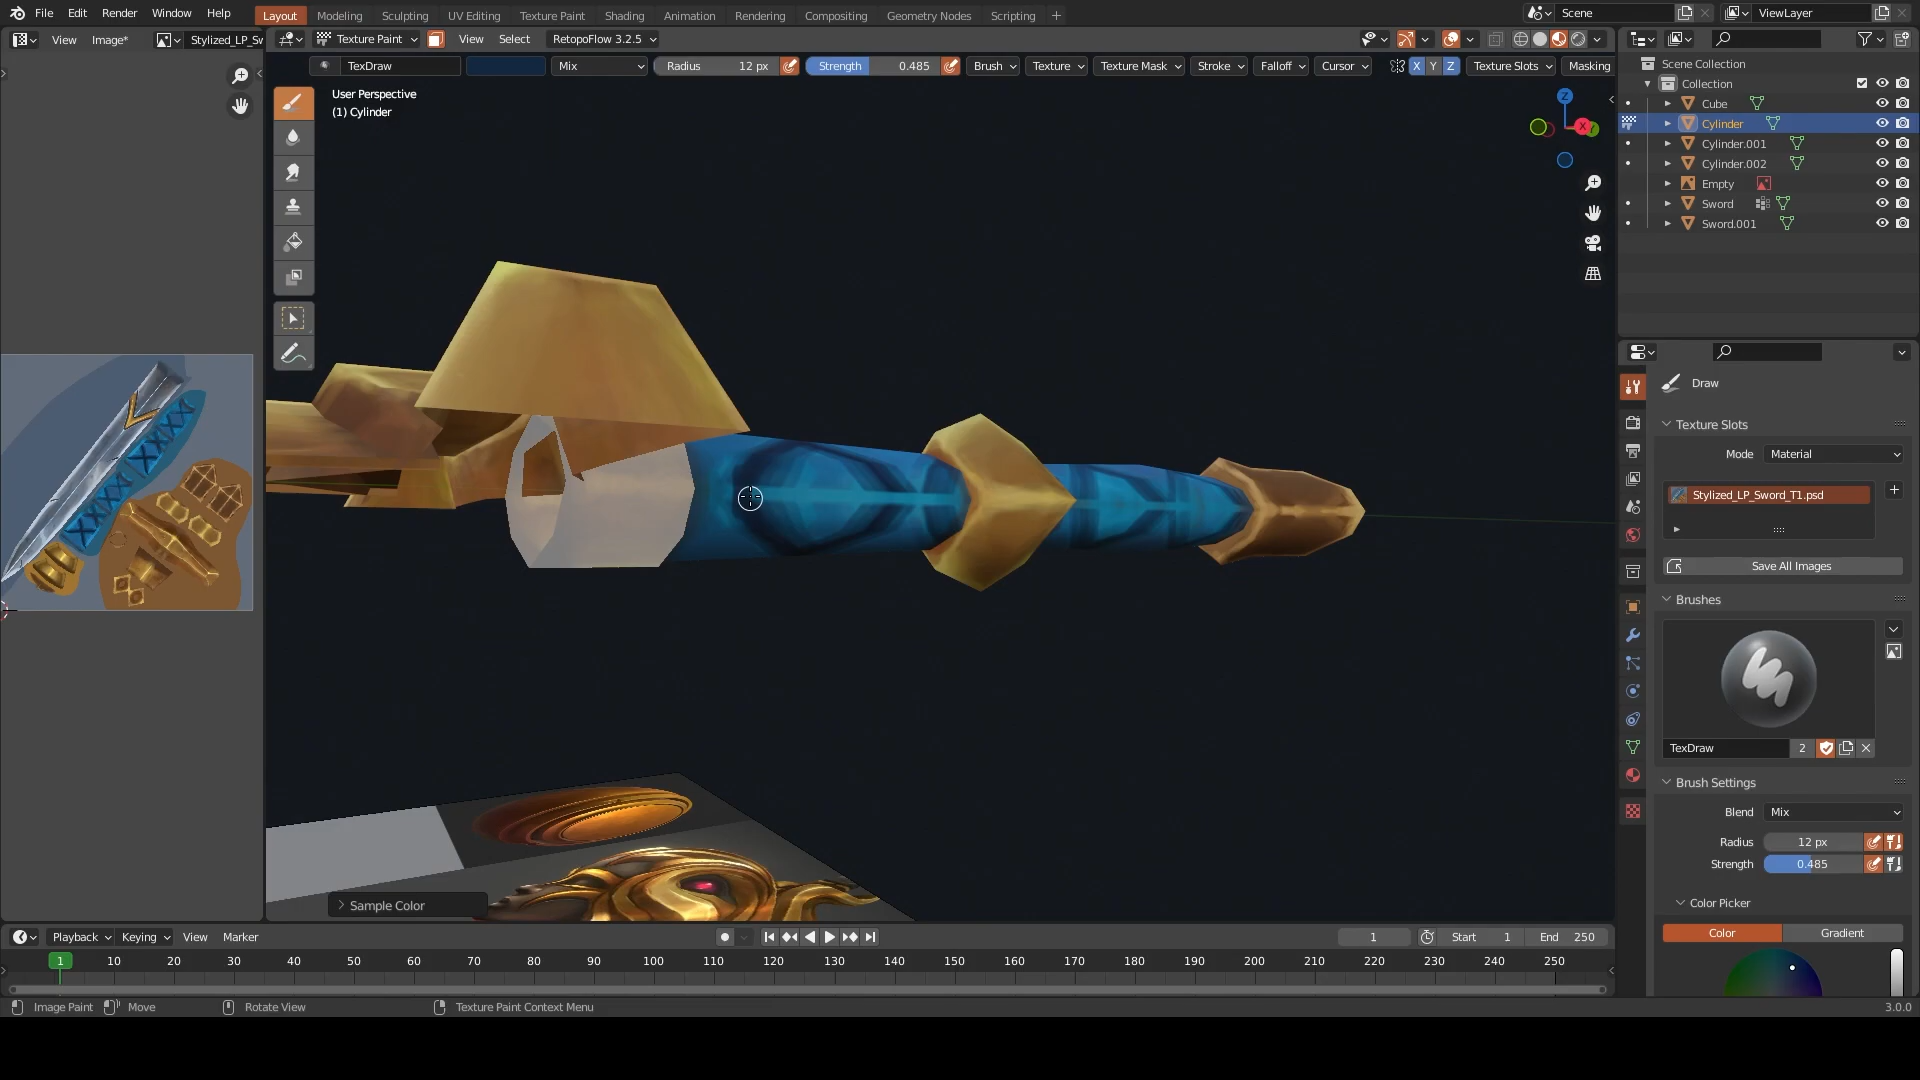 File Edit Render Window Help Layout Modeling Sculpting UV Editing Texture Paint Shading Animation Rendering Compositing Geometry Nodes Scripting + Scene ViewLayer
View Image* Stylized_LP_Sw Texture Paint View Select RetopoFlow 3.2.5
TexDraw Mix Radius 12 px Strength 0.485 Brush Texture Texture Mask Stroke Falloff Cursor X Y Z Texture Slots Masking
User Perspective
(1) Cylinder
Z
X
Scene Collection
Collection
Cube
Cylinder
Cylinder.001
Cylinder.002
Empty
Sword
Sword.001
Draw
Texture Slots
Mode Material
Stylized_LP_Sword_T1.psd
Save All Images
Brushes
TexDraw 2
Brush Settings
Blend Mix
Radius 12 px
Strength 0.485
Color Picker
Color Gradient
Sample Color
Playback Keying View Marker 1 Start 1 End 250
1 10 20 30 40 50 60 70 80 90 100 110 120 130 140 150 160 170 180 190 200 210 220 230 240 250
Image Paint Move Rotate View Texture Paint Context Menu 3.0.0